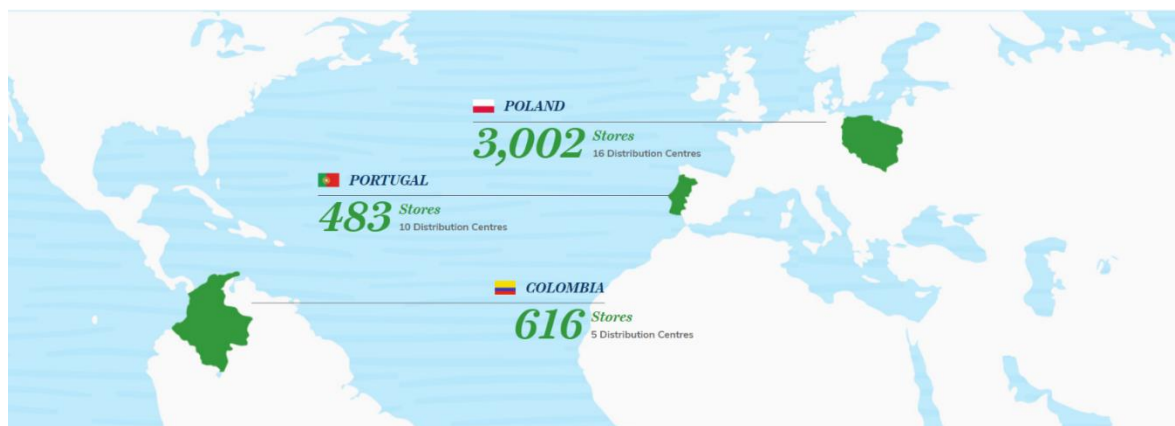 POLAND
3,002 Stores
16 Distribution Centres
PORTUGAL
483 Stores
10 Distribution Centres
COLOMBIA
616 Stores
5 Distribution Centres